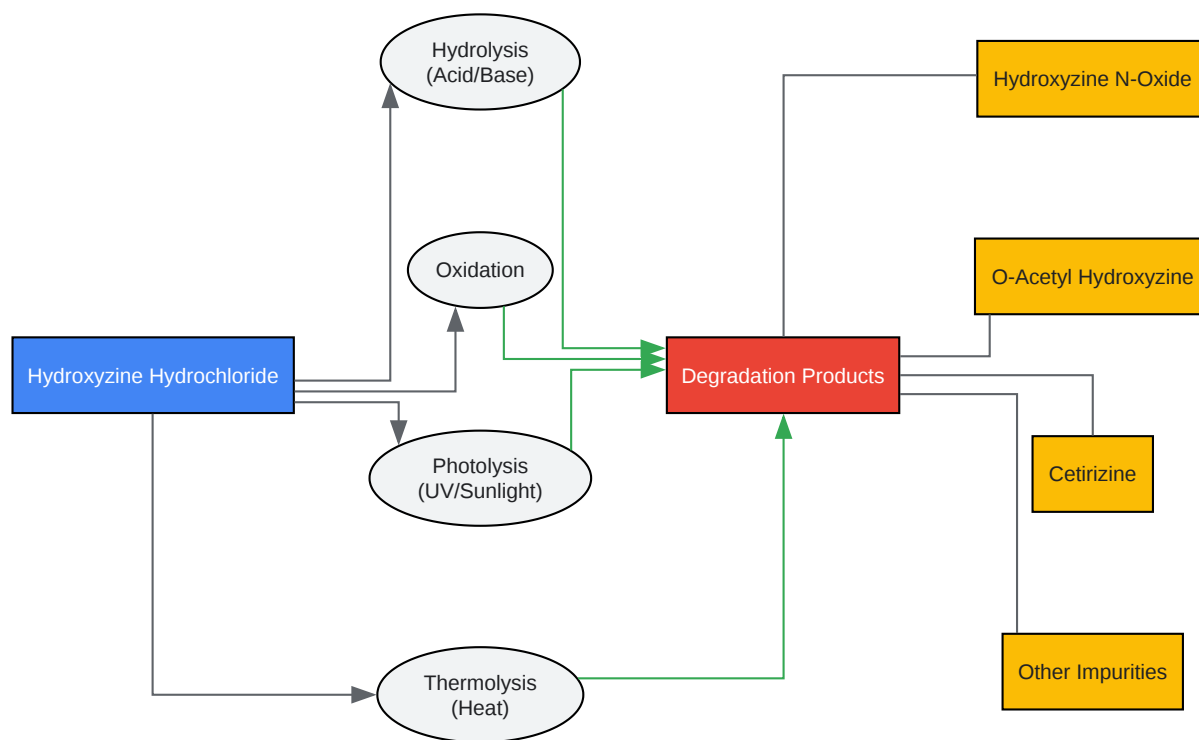 Hydrolysis
(Acid/Base)
Hydroxyzine N-Oxide
Oxidation
O-Acetyl Hydroxyzine
Hydroxyzine Hydrochloride
Degradation Products
Photolysis
(UV/Sunlight)
Cetirizine
Thermolysis
(Heat)
Other Impurities